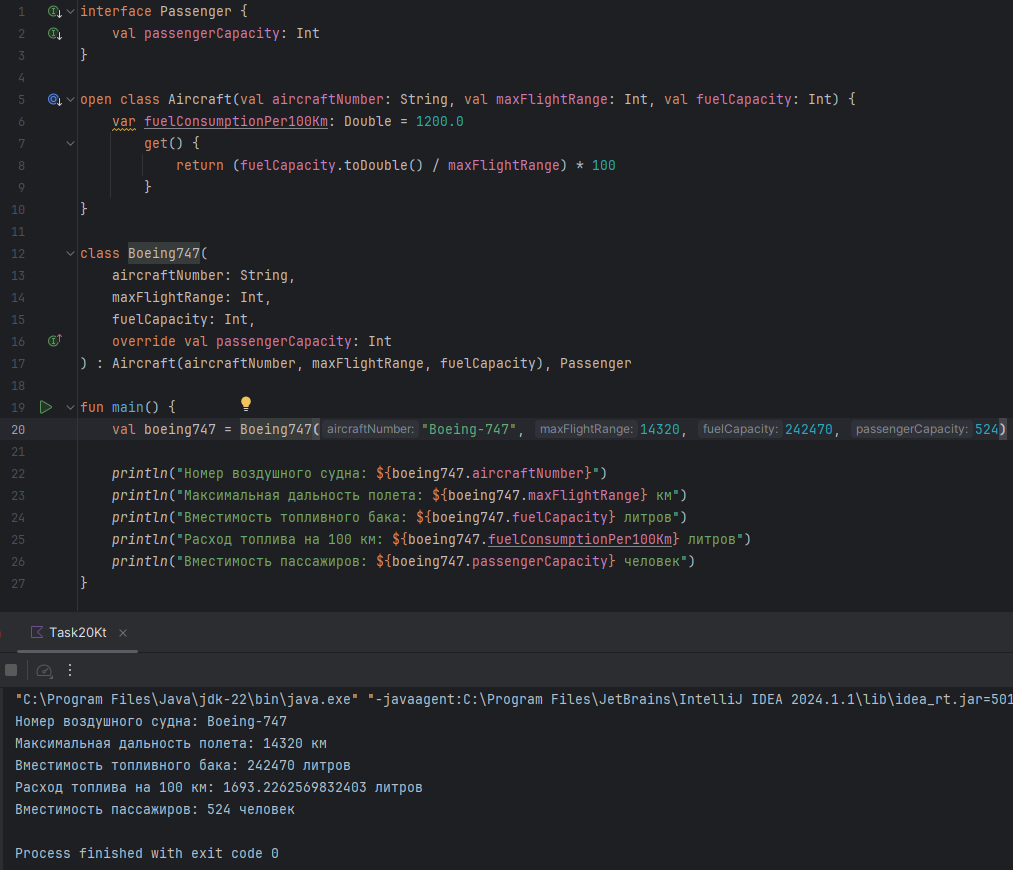 1 interface Passenger {
2     val passengerCapacity: Int
3 }
4
5 open class Aircraft(val aircraftNumber: String, val maxFlightRange: Int, val fuelCapacity: Int) {
6     var fuelConsumptionPer100Km: Double = 1200.0
7         get() {
8             return (fuelCapacity.toDouble() / maxFlightRange) * 100
9         }
10 }
11
12 class Boeing747(
13     aircraftNumber: String,
14     maxFlightRange: Int,
15     fuelCapacity: Int,
16     override val passengerCapacity: Int
17 ) : Aircraft(aircraftNumber, maxFlightRange, fuelCapacity), Passenger
18
19 fun main() {
20     val boeing747 = Boeing747( aircraftNumber: "Boeing-747", maxFlightRange: 14320, fuelCapacity: 242470, passengerCapacity: 524)
21
22     println("Номер воздушного судна: ${boeing747.aircraftNumber}")
23     println("Максимальная дальность полета: ${boeing747.maxFlightRange} км")
24     println("Вместимость топливного бака: ${boeing747.fuelCapacity} литров")
25     println("Расход топлива на 100 км: ${boeing747.fuelConsumptionPer100Km} литров")
26     println("Вместимость пассажиров: ${boeing747.passengerCapacity} человек")
27 }
Task20Kt
"C:\Program Files\Java\jdk-22\bin\java.exe" "-javaagent:C:\Program Files\JetBrains\IntelliJ IDEA 2024.1.1\lib\idea_rt.jar=501
Номер воздушного судна: Boeing-747
Максимальная дальность полета: 14320 км
Вместимость топливного бака: 242470 литров
Расход топлива на 100 км: 1693.2262569832403 литров
Вместимость пассажиров: 524 человек
Process finished with exit code 0